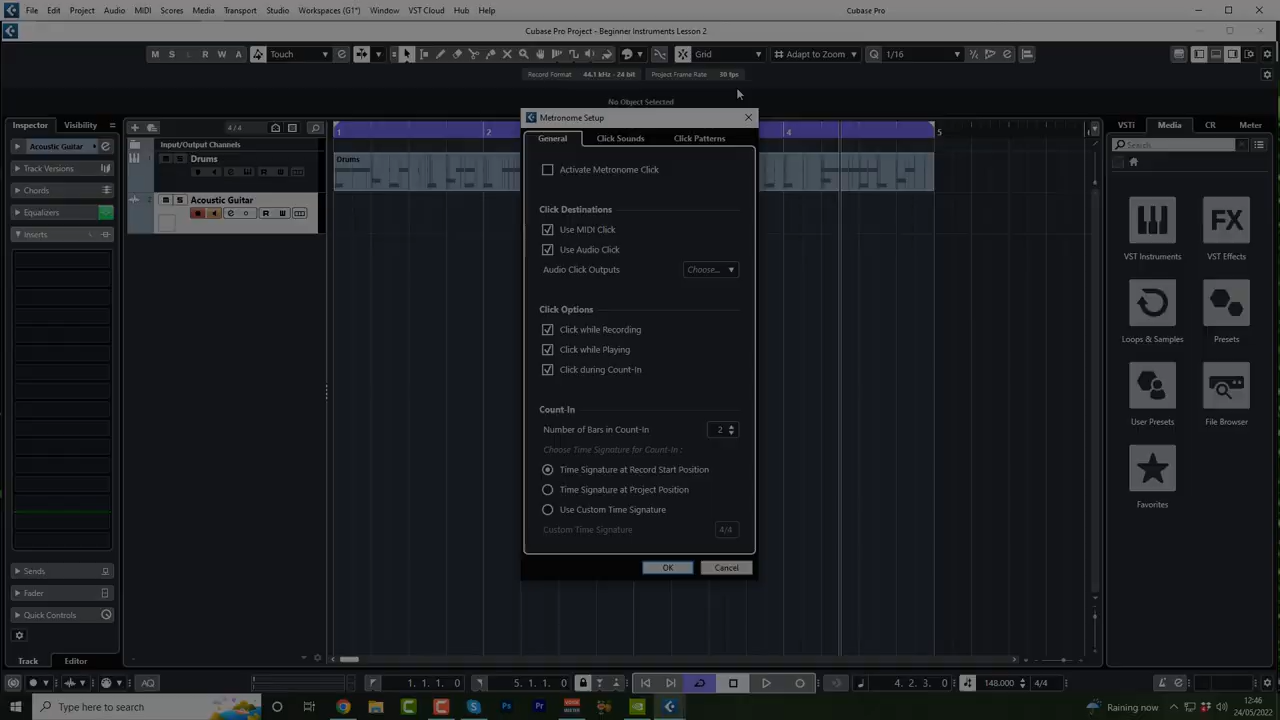 File Edit Project Audio MIDI Scores Media Transport Studio Workspaces (G1*) Window VST Cloud Hub Help Cubase Pro
Cubase Pro Project - Beginner Instruments Lesson 2
M S L R W A Touch Grid Adapt to Zoom Q 1/16
Record Format 44.1 kHz - 24 bit Project Frame Rate 30 fps
No Object Selected
Metronome Setup
Inspector Visibility 4/4 1 2 4 5 VSTi Media CR Meter
General Click Sounds Click Patterns
Acoustic Guitar Input/Output Channels Search
Drums Drums
Track Versions R W Activate Metronome Click
Chords
Acoustic Guitar
Equalizers R W Click Destinations
Inserts Use MIDI Click
Use Audio Click
VST Instruments VST Effects
Audio Click Outputs Choose...
Click Options
Click while Recording
Loops & Samples Presets
Click while Playing
Click during Count-In
Count-In
User Presets File Browser
Number of Bars in Count-In 2
Choose Time Signature for Count-In :
Time Signature at Record Start Position
Time Signature at Project Position
Favorites
Use Custom Time Signature
Custom Time Signature 4/4
OK Cancel
Sends
Fader
Quick Controls
Track Editor
AQ 1. 1. 1. 0 5. 1. 1. 0 4. 2. 3. 0 148.000 4/4
Type here to search Raining now 12:46
24/05/2022